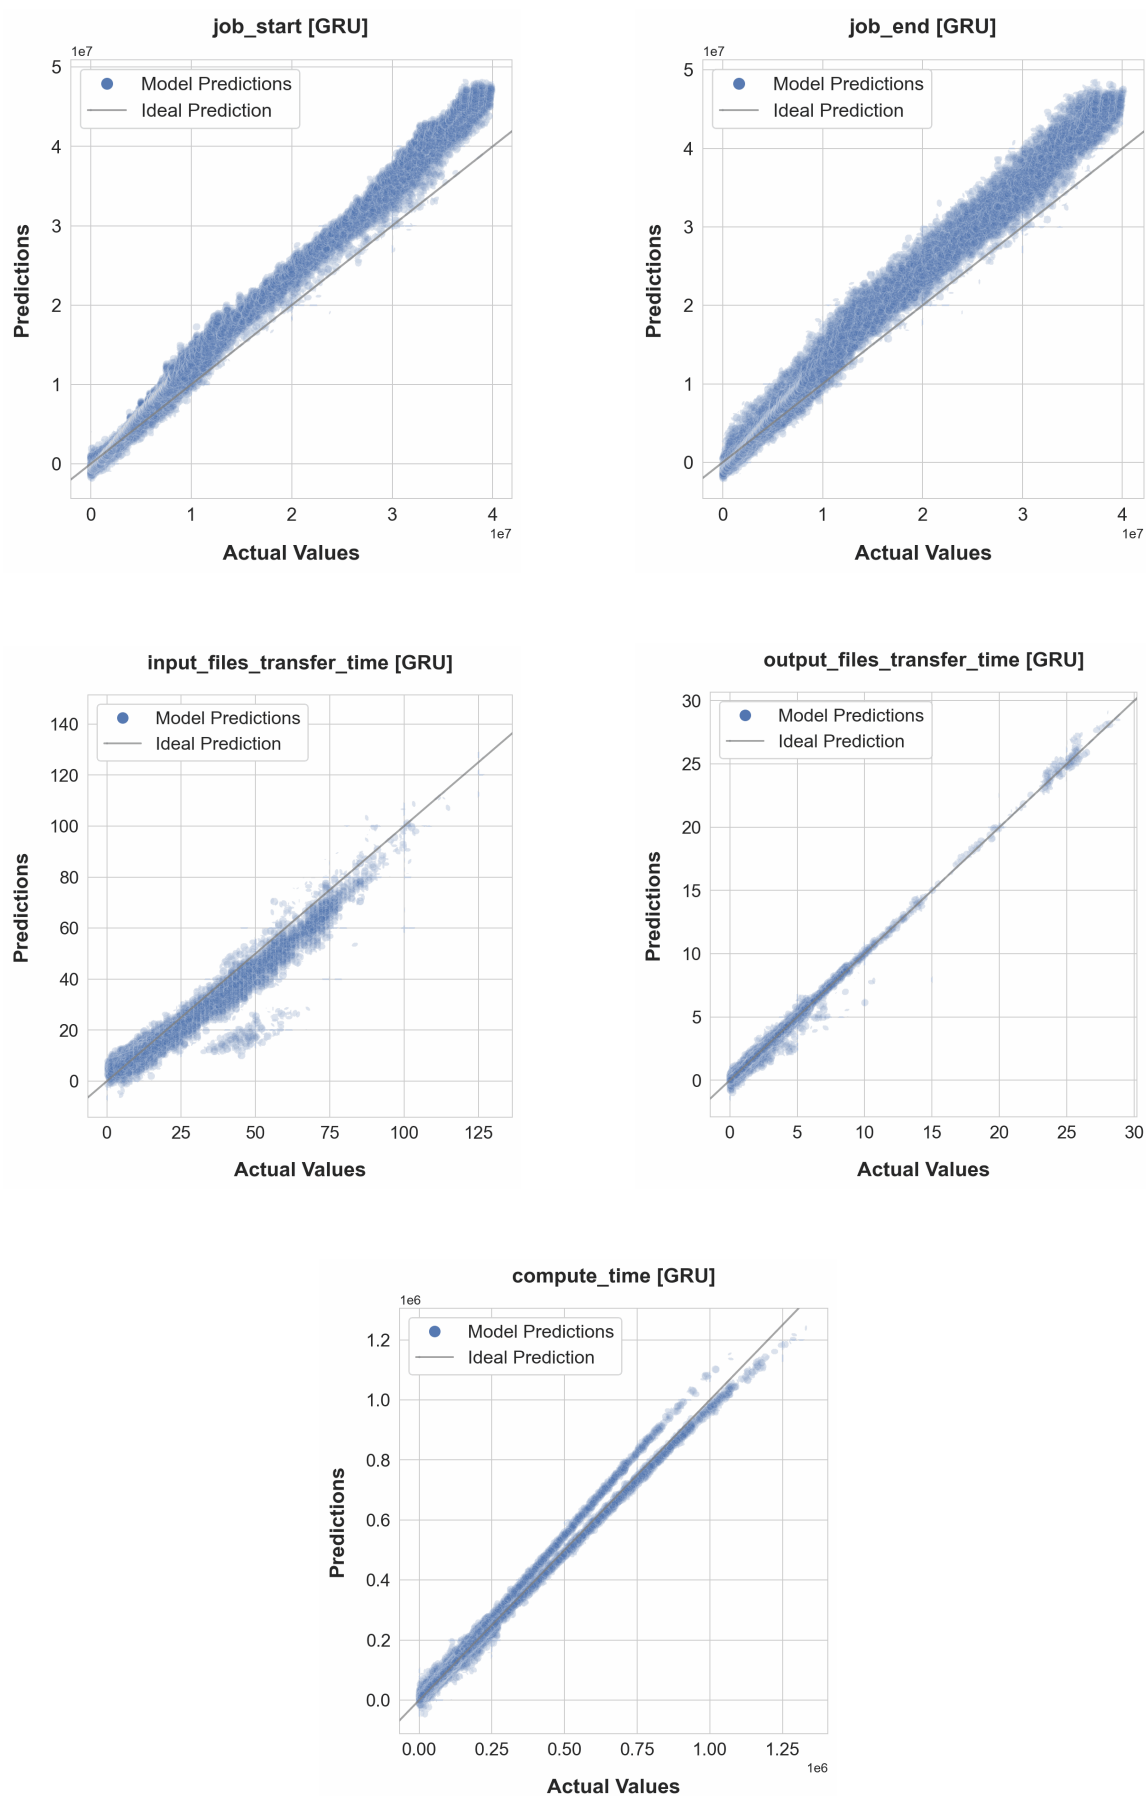 job_start [GRU]
1e7
Model Predictions
Ideal Prediction
5
4
3
2
1
0
Predictions
0 1 2 3 4
1e7
Actual Values
job_end [GRU]
1e7
Model Predictions
Ideal Prediction
5
4
3
2
1
0
Predictions
0 1 2 3 4
1e7
Actual Values
input_files_transfer_time [GRU]
Model Predictions
Ideal Prediction
140
120
100
80
60
40
20
0
Predictions
0 25 50 75 100 125
Actual Values
output_files_transfer_time [GRU]
Model Predictions
Ideal Prediction
30
25
20
15
10
5
0
Predictions
0 5 10 15 20 25 30
Actual Values
compute_time [GRU]
1e6
Model Predictions
Ideal Prediction
1.2
1.0
0.8
0.6
0.4
0.2
0.0
Predictions
0.00 0.25 0.50 0.75 1.00 1.25
1e6
Actual Values